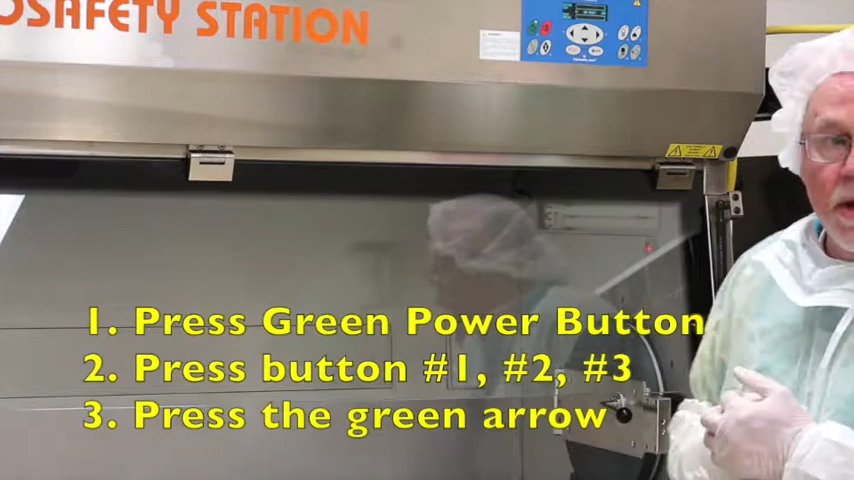 OSAFETY STATION
1. Press Green Power Button
2. Press button #1, #2, #3
3. Press the green arrow